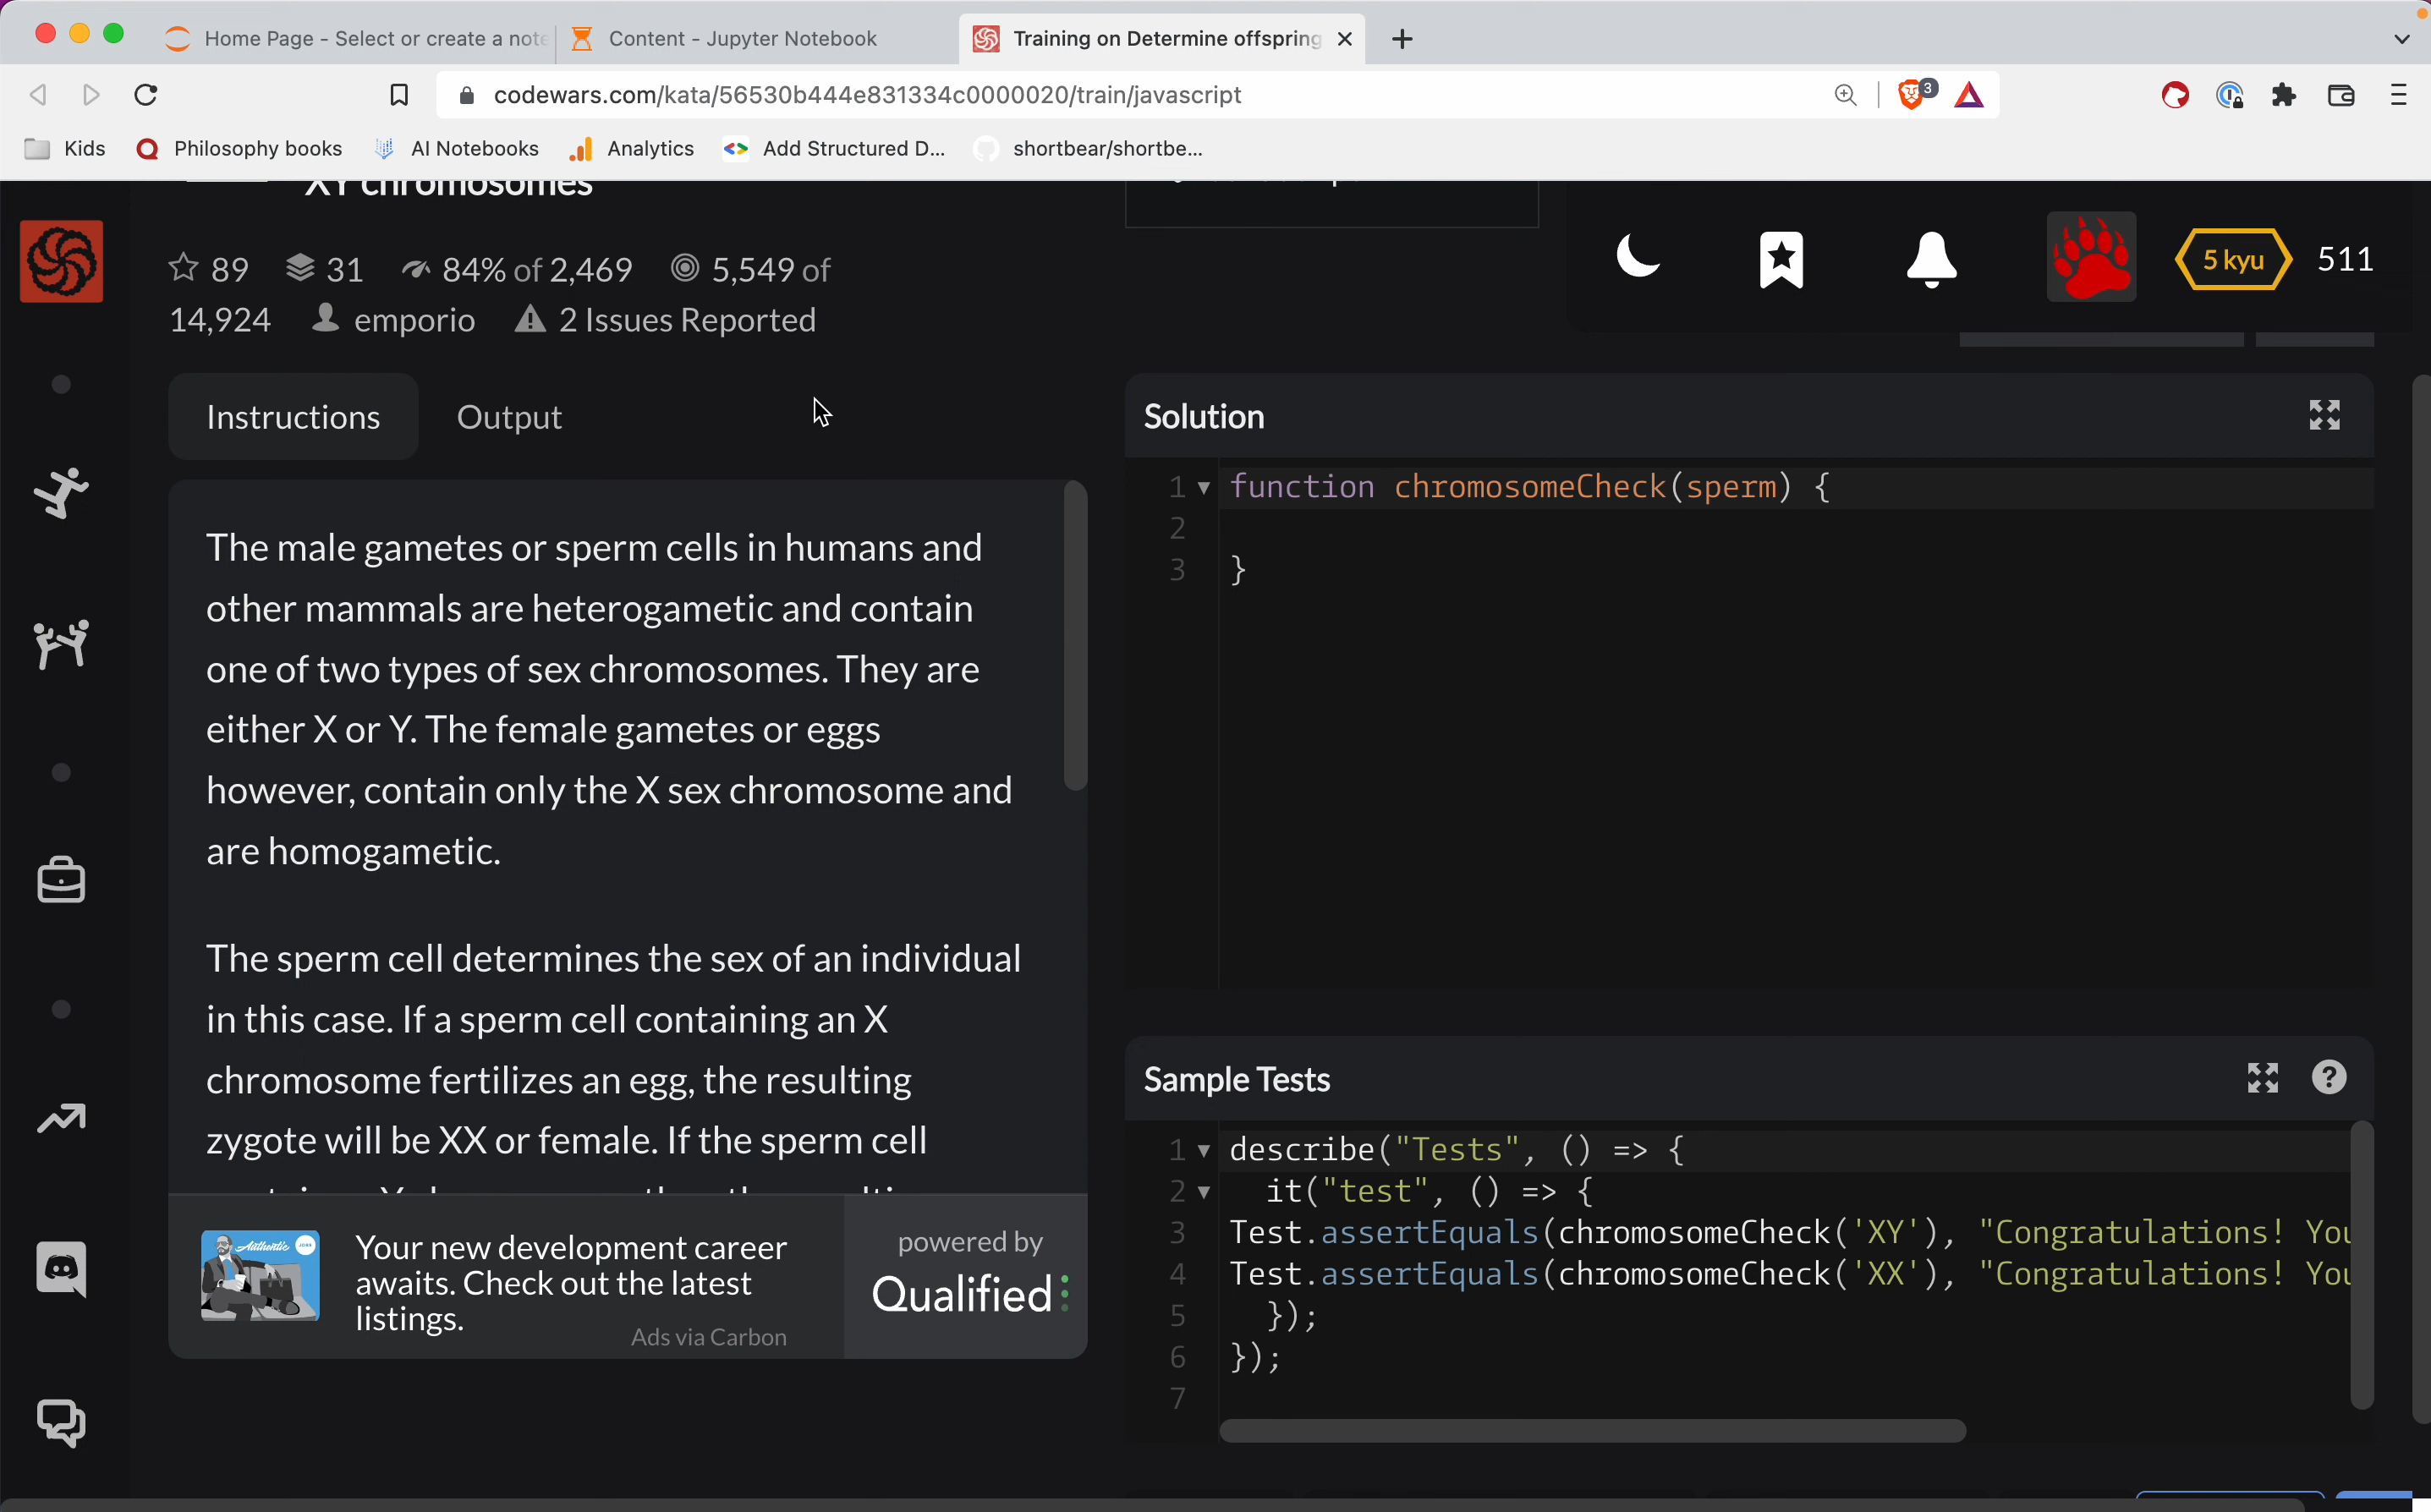 Home Page - Select or create a note
Content - Jupyter Notebook
Training on Determine offspring
codewars.com/kata/56530b444e831334c0000020/train/javascript
3
Kids
Philosophy books
AI Notebooks
Analytics
Add Structured D...
shortbear/shortbe...
XY chromosomes
89
31
84% of 2,469
5,549 of
14,924
emporio
2 Issues Reported
5 kyu
511
Instructions
Output
The male gametes or sperm cells in humans and
other mammals are heterogametic and contain
one of two types of sex chromosomes. They are
either X or Y. The female gametes or eggs
however, contain only the X sex chromosome and
are homogametic.
The sperm cell determines the sex of an individual
in this case. If a sperm cell containing an X
chromosome fertilizes an egg, the resulting
zygote will be XX or female. If the sperm cell
Authentic JOBS
Your new development career
awaits. Check out the latest
listings.
Ads via Carbon
powered by
Qualified
Solution
1 function chromosomeCheck(sperm) {
2
3 }
Sample Tests
?
1 describe("Tests", () => {
2 it("test", () => {
3 Test.assertEquals(chromosomeCheck('XY'), "Congratulations! You
4 Test.assertEquals(chromosomeCheck('XX'), "Congratulations! You
5 });
6 });
7